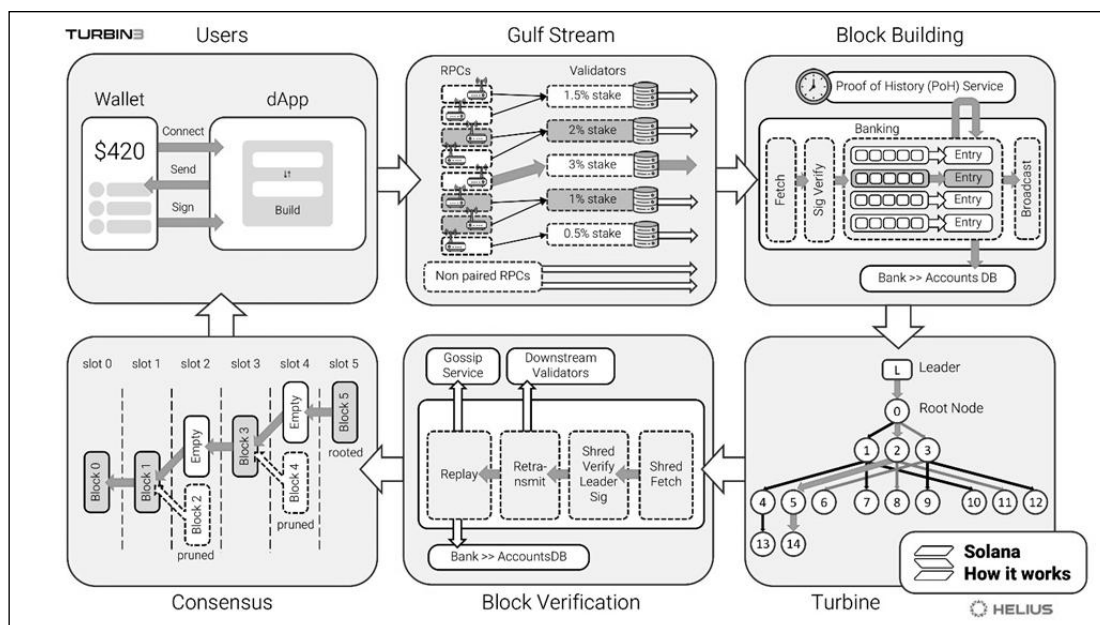 TURBIN3
Users
Gulf Stream
Block Building
Wallet
dApp
$420
Connect
Send
Sign
Build
RPCs
Validators
1.5% stake
2% stake
3% stake
1% stake
0.5% stake
Non paired RPCs
Proof of History (PoH) Service
Banking
Fetch
Sig Verify
Entry
Entry
Entry
Entry
Broadcast
Bank >> Accounts DB
slot 0
slot 1
slot 2
slot 3
slot 4
slot 5
Block 0
Block 1
Empty
Block 2
pruned
Block 3
Empty
Block 4
pruned
Block 5
rooted
Consensus
Gossip
Service
Downstream
Validators
Replay
Retra-
nsmit
Shred
Verify
Leader
Sig
Shred
Fetch
Bank >> AccountsDB
Block Verification
L
Leader
0
Root Node
1
2
3
4
5
6
7
8
9
10
11
12
13
14
Turbine
Solana
How it works
HELIUS